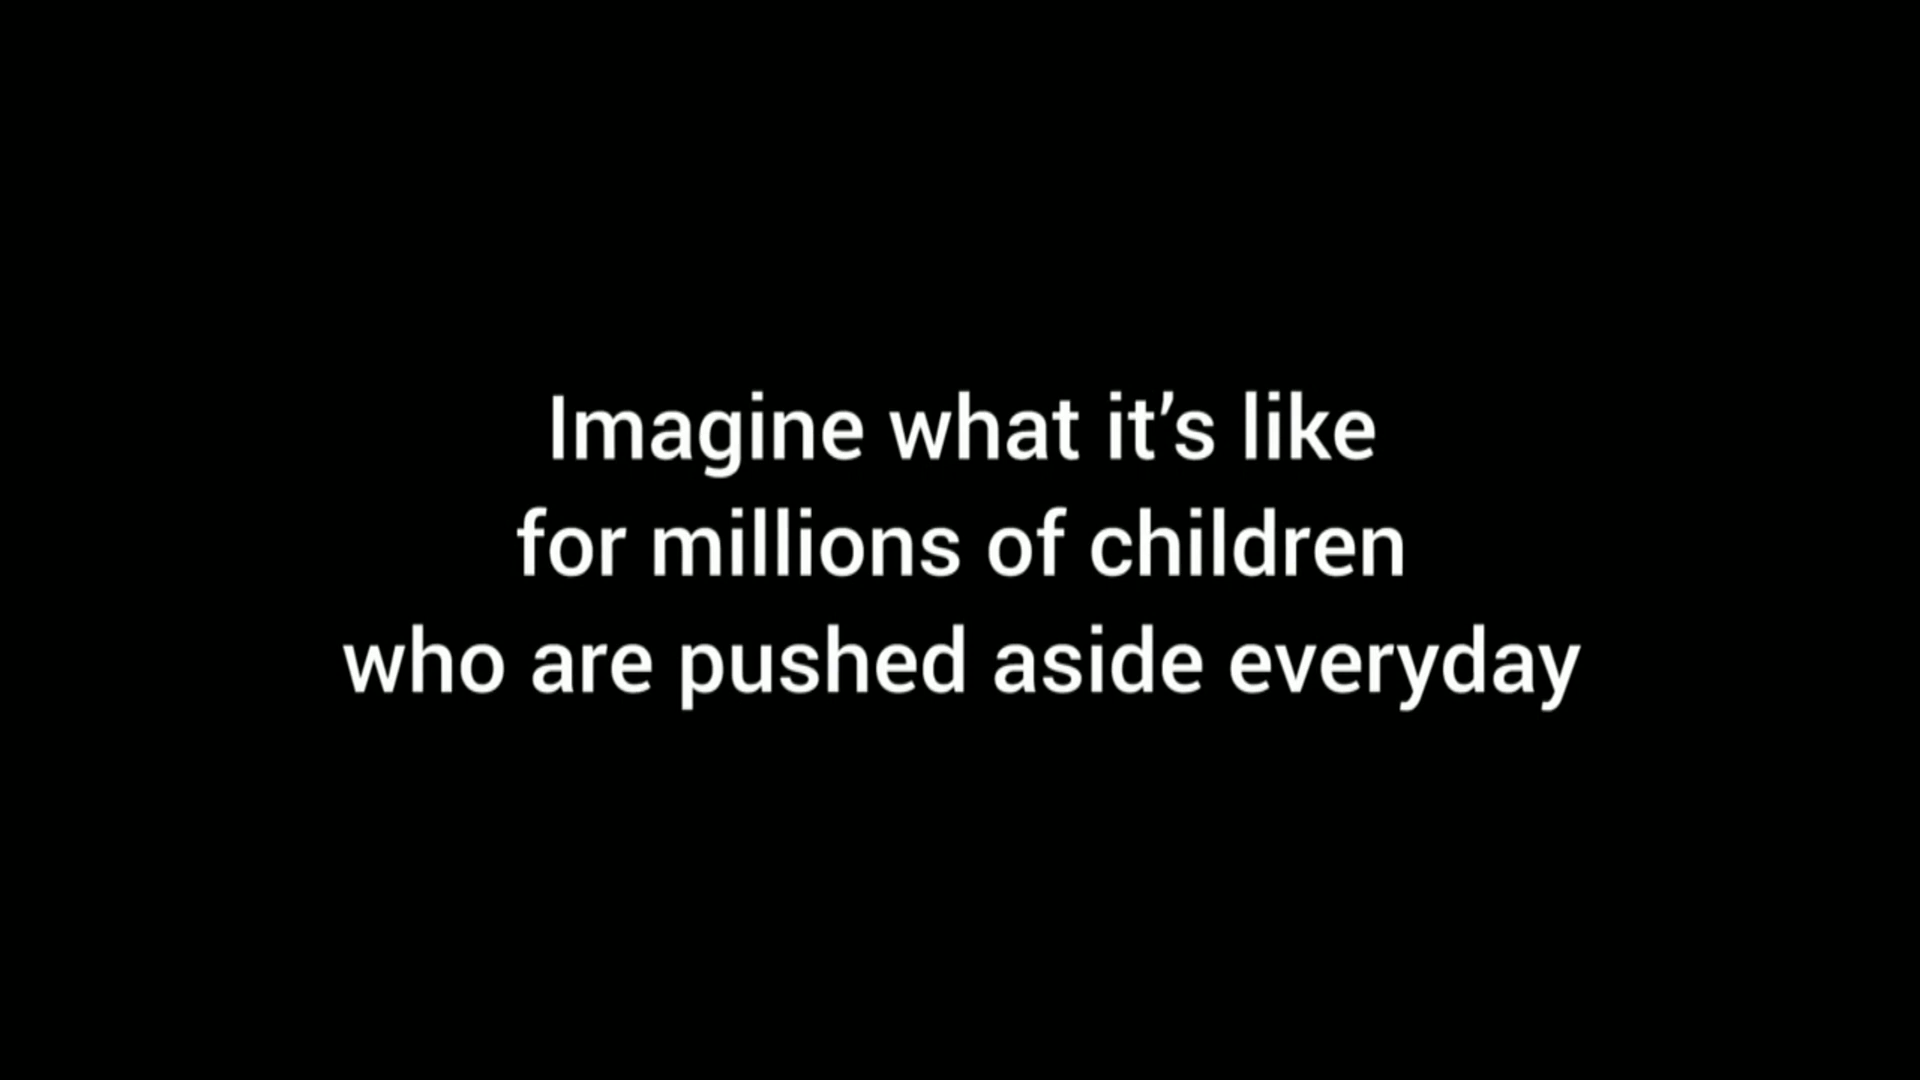 Imagine what it’s like
for millions of children
who are pushed aside everyday